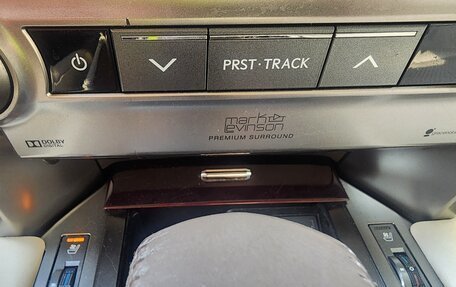 PRST·TRACK
mark
levinson
PREMIUM SURROUND
DOLBY
DIGITAL